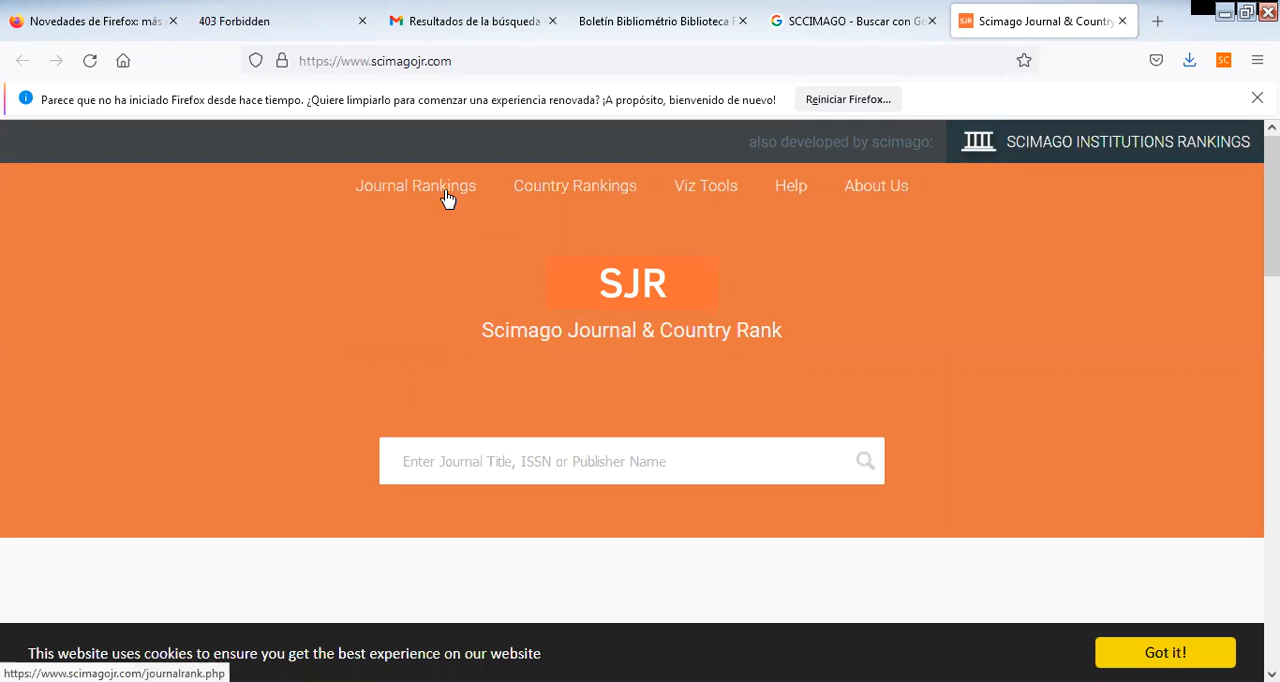 Novedades de Firefox: más
403 Forbidden
Resultados de la búsqueda
Boletín Bibliométrio Biblioteca
SCCIMAGO - Buscar con Go
SJR Scimago Journal & Country
https://www.scimagojr.com
SC
Parece que no ha iniciado Firefox desde hace tiempo. ¿Quiere limpiarlo para comenzar una experiencia renovada? ¡A propósito, bienvenido de nuevo!
Reiniciar Firefox...
also developed by scimago:
SCIMAGO INSTITUTIONS RANKINGS
Journal Rankings
Country Rankings
Viz Tools
Help
About Us
SJR
Scimago Journal & Country Rank
Enter Journal Title, ISSN or Publisher Name
This website uses cookies to ensure you get the best experience on our website
Got it!
https://www.scimagojr.com/journalrank.php